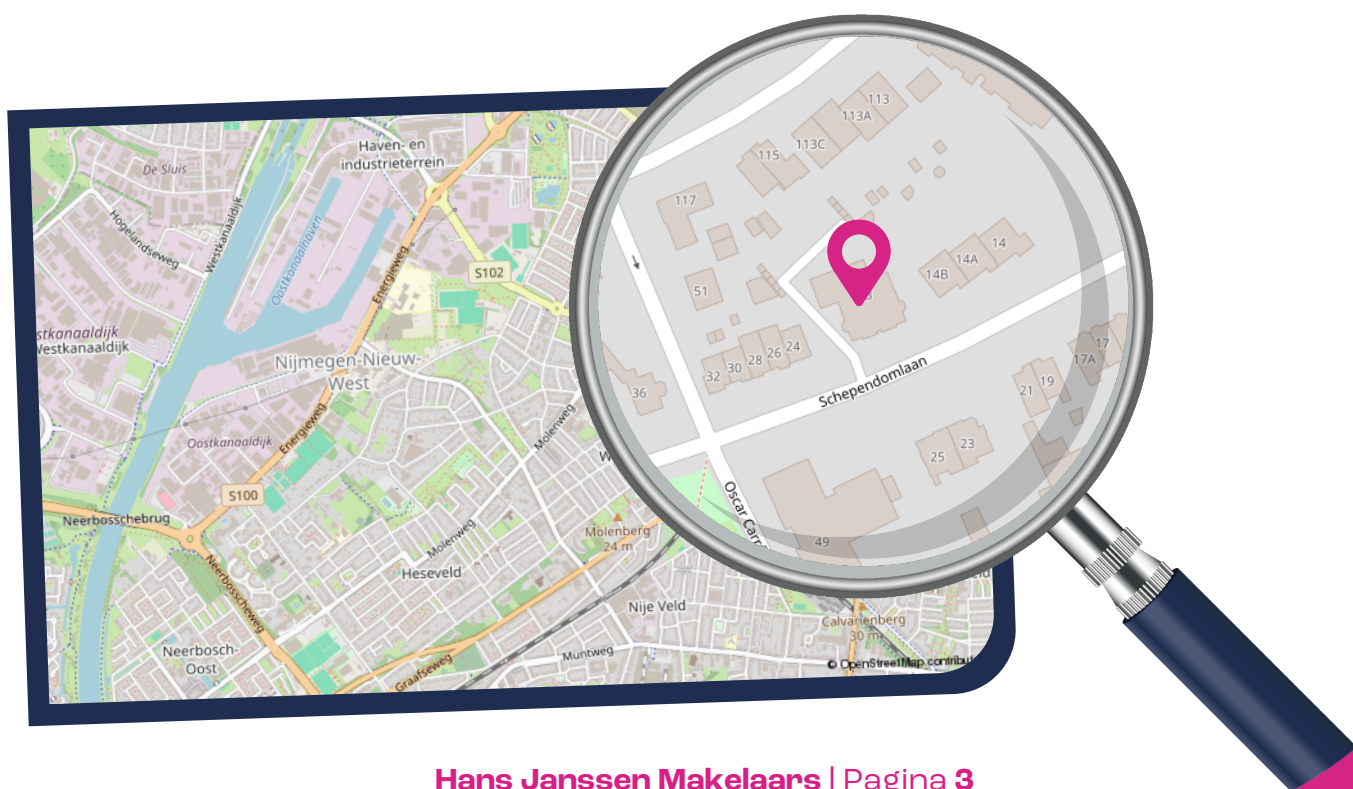 De Sluis
Haven- en
industrieterrein
Hogelandseweg
Westkanaaldijk
Oostkanaalhaven
Energieweg
S102
stkanaaldijk
Westkanaaldijk
Nijmegen-Nieuw-
West
Oostkanaaldijk
Energieweg
Molenweg
W
S100
Neerbosschebrug
Molenweg
Molenberg
24 m
Neerbosscheweg
Heseveld
Nije Veld
Neerbosch-
Oost
Graafseweg
Muntweg
Calvariënberg
30 m
© OpenStreetMap contribut
113
113A
113C
115
117
14
14A
14B
51
24
26
28
30
32
36
Schependomlaan
17
17A
19
21
23
25
Oscar Carr
49
Hans Janssen Makelaars | Pagina 3